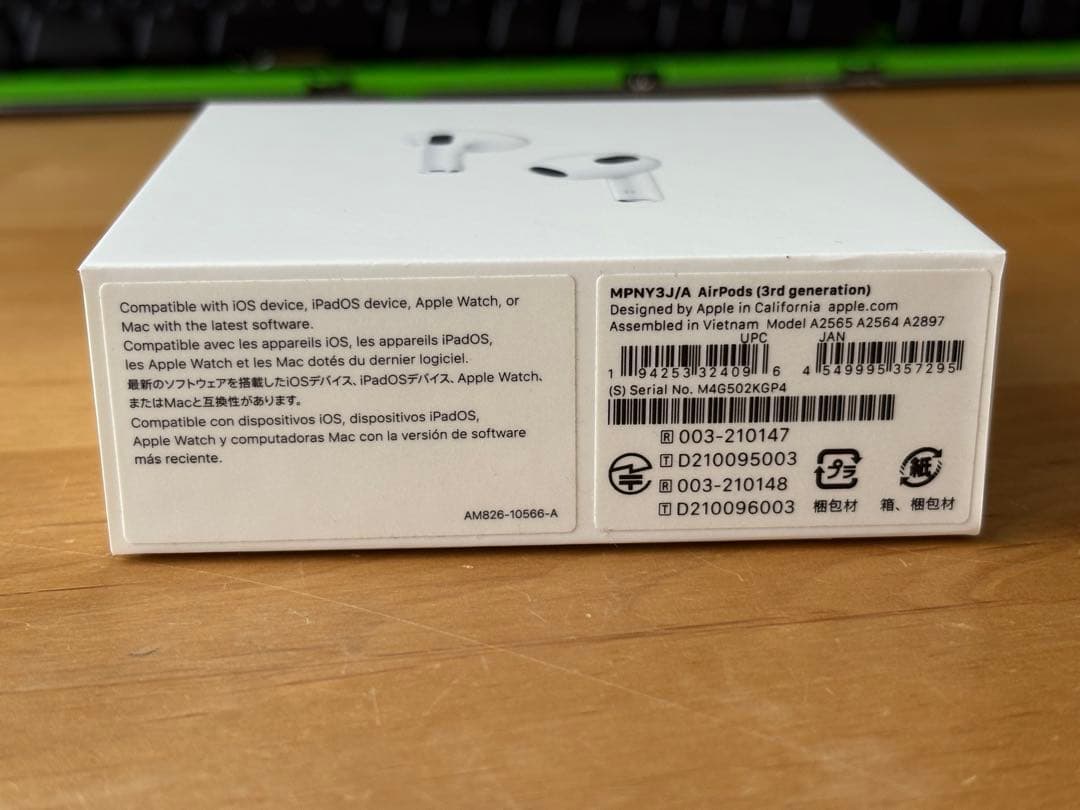 Compatible with iOS device, iPadOS device, Apple Watch, or
Mac with the latest software.
Compatible avec les appareils iOS, les appareils iPadOS,
les Apple Watch et les Mac dotés du dernier logiciel.
最新のソフトウェアを搭載したiOSデバイス、iPadOSデバイス、Apple Watch、
またはMacと互換性があります。
Compatible con dispositivos iOS, dispositivos iPadOS,
Apple Watch y computadoras Mac con la versión de software
más reciente.
AM826-10566-A
MPNY3J/A AirPods (3rd generation)
Designed by Apple in California apple.com
Assembled in Vietnam Model A2565 A2564 A2897
UPC JAN
1 94253 32409 6 4 549995 357295
(S) Serial No. M4G502KGP4
R 003-210147
T D210095003
R 003-210148
T D210096003
プラ 紙
梱包材 箱、梱包材